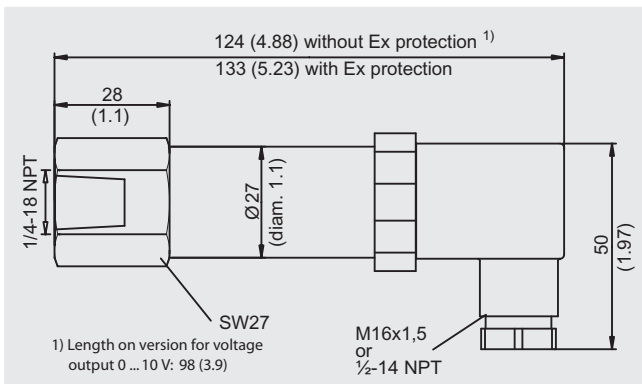 124 (4.88) without Ex protection 1)
133 (5.23) with Ex protection
28
(1.1)
1/4-18 NPT
Ø27
(diam. 1.1)
50
(1.97)
SW27
M16x1,5
or
½-14 NPT
1) Length on version for voltage
output 0 ... 10 V: 98 (3.9)